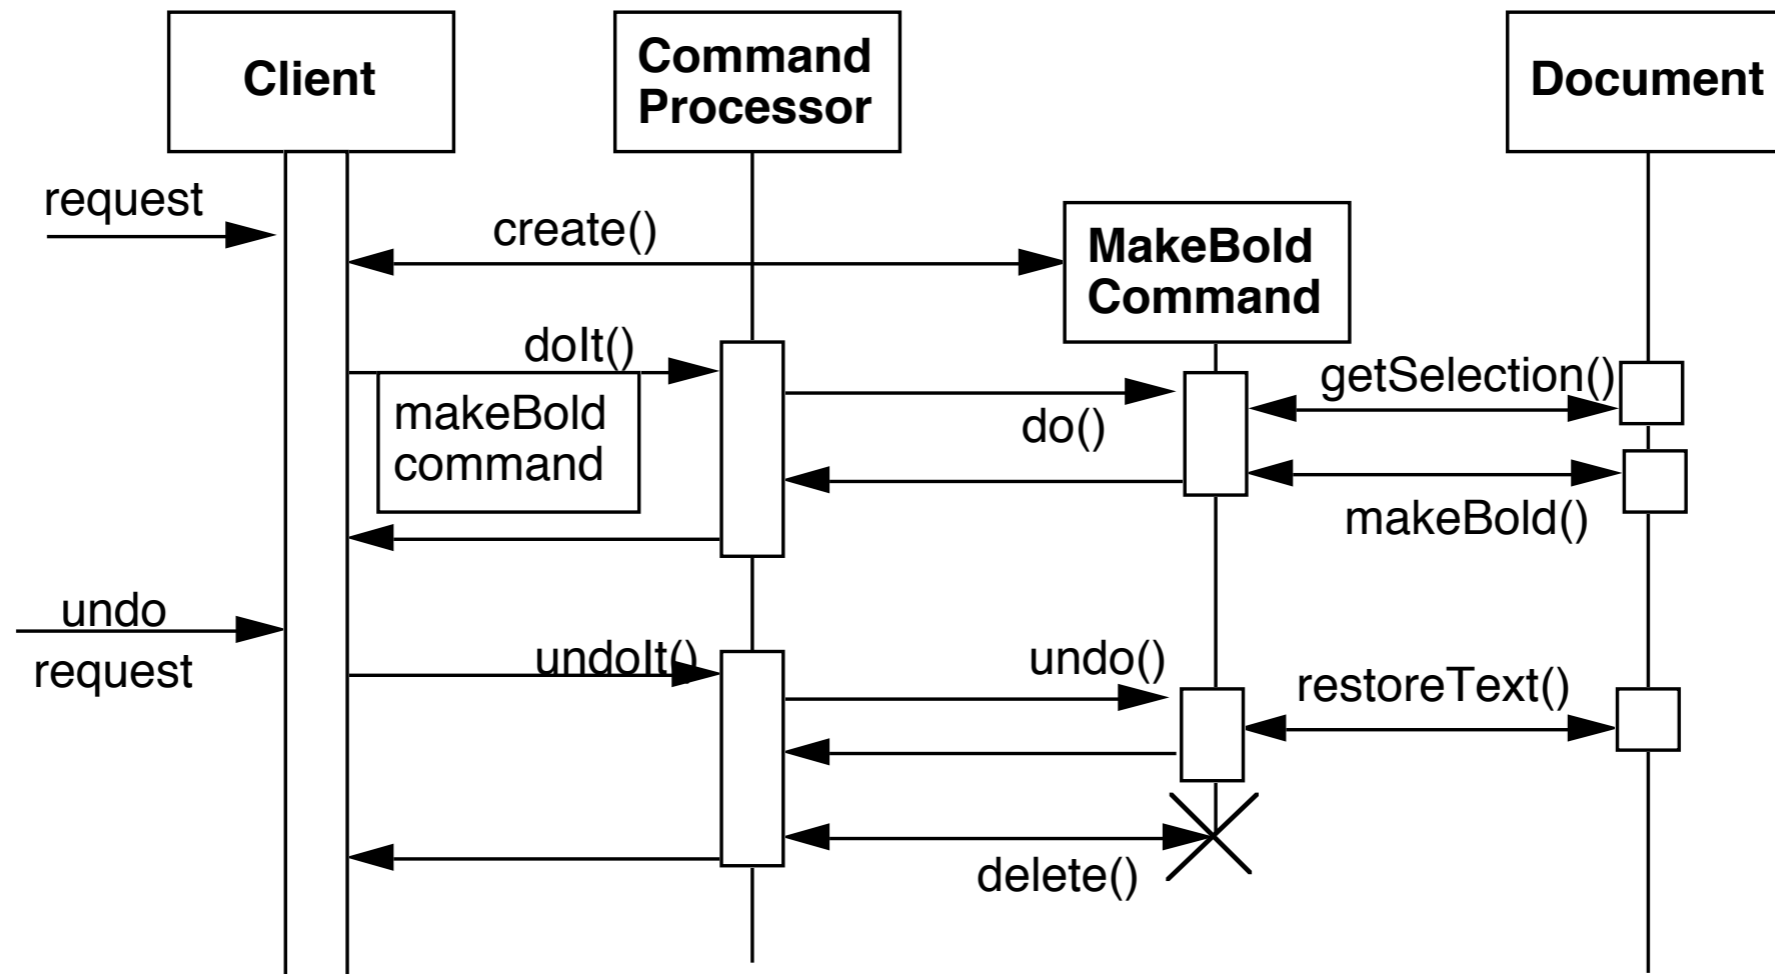 Client
Command
Processor
Document
request
create()
MakeBold
Command
doIt()
getSelection()
makeBold
command
do()
makeBold()
undo
request
undoIt()
undo()
restoreText()
delete()